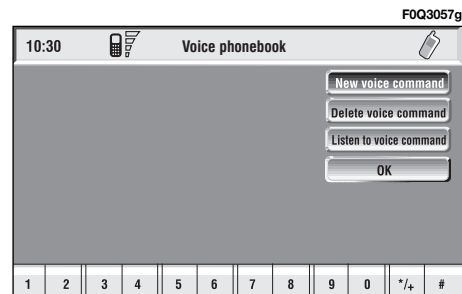 F0Q3057g
10:30 Voice phonebook
New voice command
Delete voice command
Listen to voice command
OK
1 2 3 4 5 6 7 8 9 0 */+ #